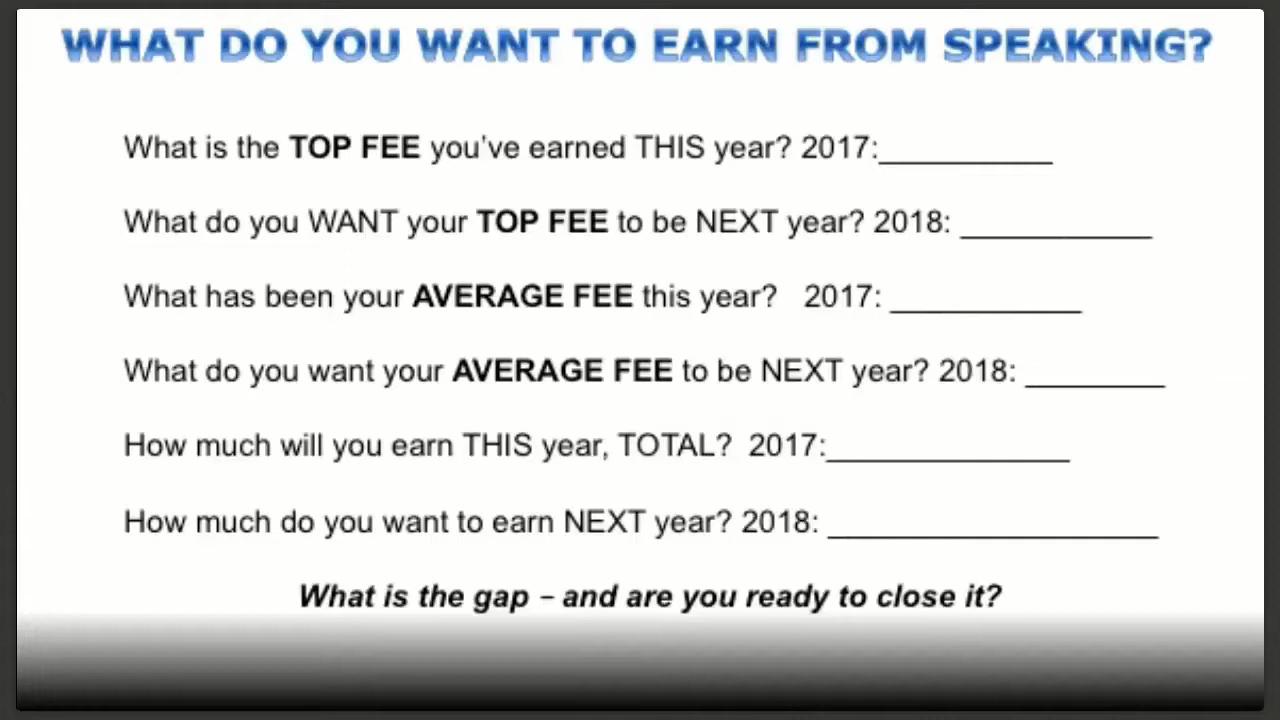 WHAT DO YOU WANT TO EARN FROM SPEAKING?
What is the TOP FEE you've earned THIS year? 2017:___________
What do you WANT your TOP FEE to be NEXT year? 2018: ____________
What has been your AVERAGE FEE this year? 2017: ____________
What do you want your AVERAGE FEE to be NEXT year? 2018: _________
How much will you earn THIS year, TOTAL? 2017:_______________
How much do you want to earn NEXT year? 2018: _____________________
What is the gap – and are you ready to close it?